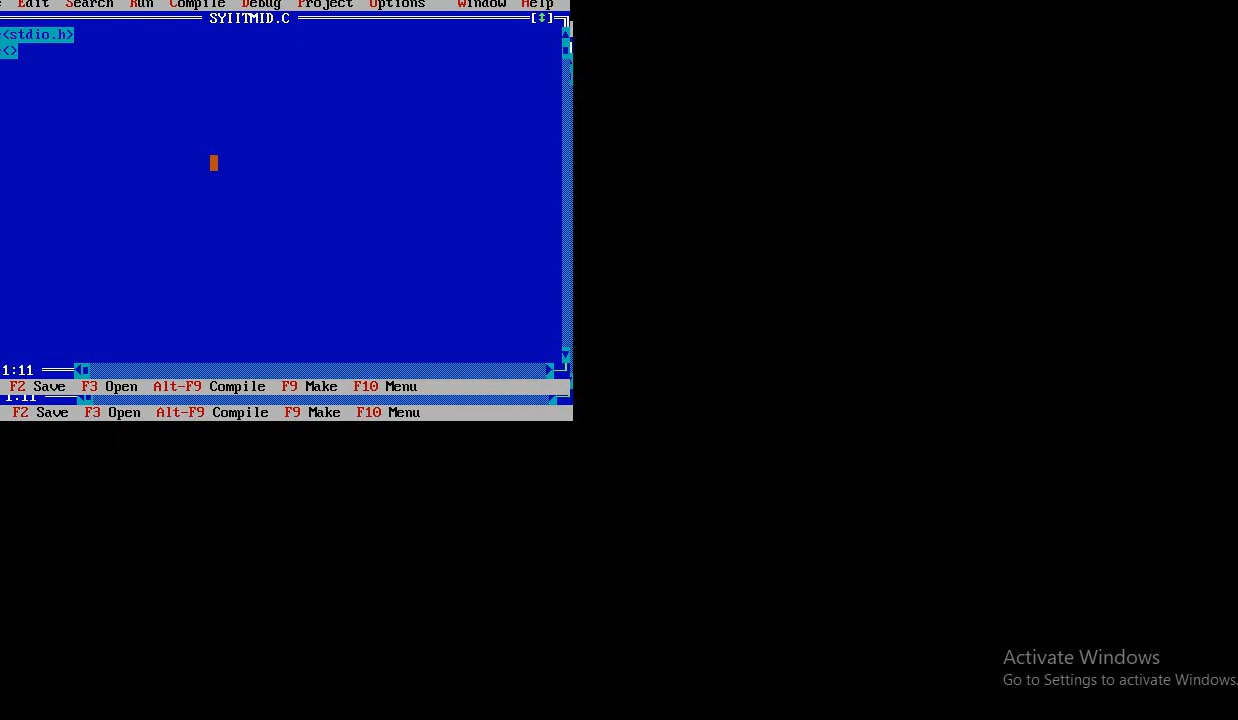 Edit Search Run Compile Debug Project Options Window Help
SYIITMID.C [↕]
<stdio.h>
<>
1:11
F2 Save F3 Open Alt-F9 Compile F9 Make F10 Menu
1:11
F2 Save F3 Open Alt-F9 Compile F9 Make F10 Menu
Activate Windows
Go to Settings to activate Windows.